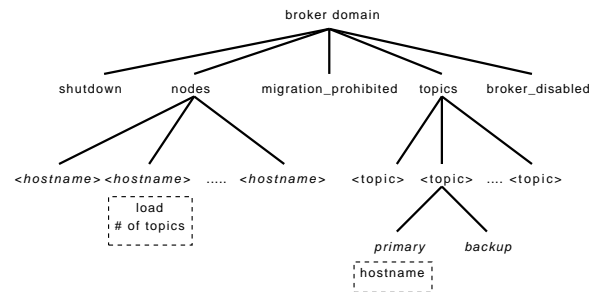 broker domain
shutdown nodes migration_prohibited topics broker_disabled
<hostname> <hostname> ..... <hostname> <topic> <topic> .... <topic>
load
# of topics
primary backup
hostname